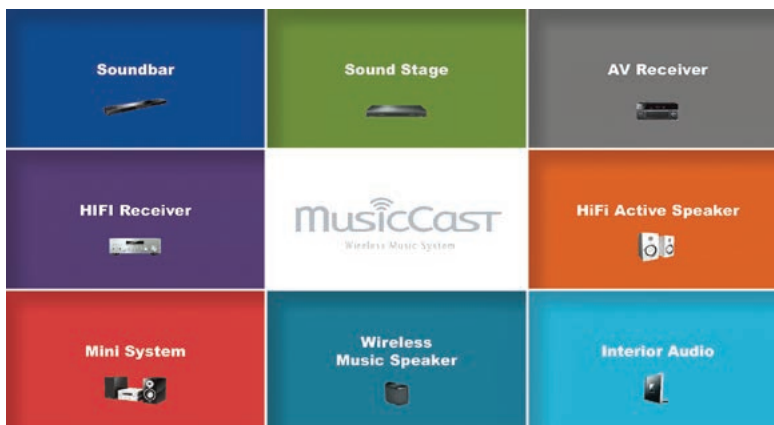 Soundbar
Sound Stage
AV Receiver
HIFI Receiver
MusicCast
Wireless Music System
HiFi Active Speaker
Mini System
Wireless
Music Speaker
Interior Audio